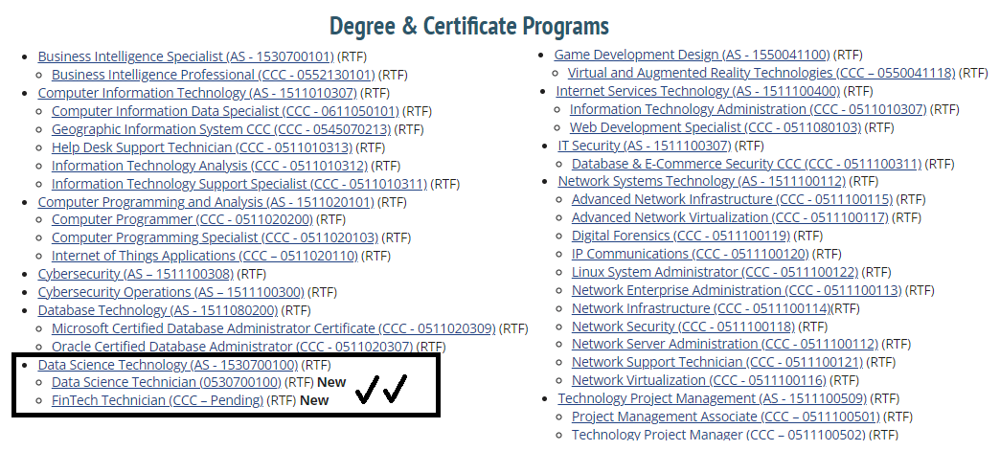 Degree & Certificate Programs
Business Intelligence Specialist (AS - 1530700101) (RTF)
Business Intelligence Professional (CCC - 0552130101) (RTF)
Computer Information Technology (AS - 1511010307) (RTF)
Computer Information Data Specialist (CCC - 0611050101) (RTF)
Geographic Information System CCC (CCC - 0545070213) (RTF)
Help Desk Support Technician (CCC - 0511010313) (RTF)
Information Technology Analysis (CCC - 0511010312) (RTF)
Information Technology Support Specialist (CCC - 0511010311) (RTF)
Computer Programming and Analysis (AS - 1511020101) (RTF)
Computer Programmer (CCC - 0511020200) (RTF)
Computer Programming Specialist (CCC - 0511020103) (RTF)
Internet of Things Applications (CCC – 0511020110) (RTF)
Cybersecurity (AS – 1511100308) (RTF)
Cybersecurity Operations (AS – 1511100300) (RTF)
Database Technology (AS - 1511080200) (RTF)
Microsoft Certified Database Administrator Certificate (CCC - 0511020309) (RTF)
Oracle Certified Database Administrator (CCC - 0511020307) (RTF)
Data Science Technology (AS - 1530700100) (RTF)
Data Science Technician (0530700100) (RTF) New
FinTech Technician (CCC – Pending) (RTF) New
Game Development Design (AS - 1550041100) (RTF)
Virtual and Augmented Reality Technologies (CCC – 0550041118) (RTF)
Internet Services Technology (AS - 1511100400) (RTF)
Information Technology Administration (CCC - 0511010307) (RTF)
Web Development Specialist (CCC - 0511080103) (RTF)
IT Security (AS - 1511100307) (RTF)
Database & E-Commerce Security CCC (CCC - 0511100311) (RTF)
Network Systems Technology (AS - 1511100112) (RTF)
Advanced Network Infrastructure (CCC - 0511100115) (RTF)
Advanced Network Virtualization (CCC - 0511100117) (RTF)
Digital Forensics (CCC - 0511100119) (RTF)
IP Communications (CCC - 0511100120) (RTF)
Linux System Administrator (CCC - 0511100122) (RTF)
Network Enterprise Administration (CCC - 0511100113) (RTF)
Network Infrastructure (CCC - 0511100114)(RTF)
Network Security (CCC - 0511100118) (RTF)
Network Server Administration (CCC - 0511100112) (RTF)
Network Support Technician (CCC - 0511100121) (RTF)
Network Virtualization (CCC - 0511100116) (RTF)
Technology Project Management (AS - 1511100509) (RTF)
Project Management Associate (CCC – 0511100501) (RTF)
Technology Project Manager (CCC – 0511100502) (RTF)